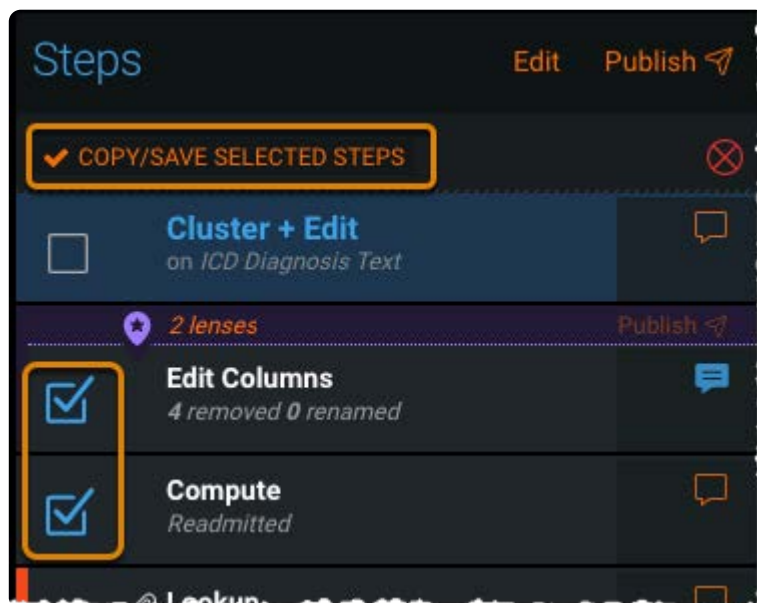 Steps
Edit
Publish
COPY/SAVE SELECTED STEPS
Cluster + Edit
on ICD Diagnosis Text
2 lenses
Publish
Edit Columns
4 removed 0 renamed
Compute
Readmitted
Lookup